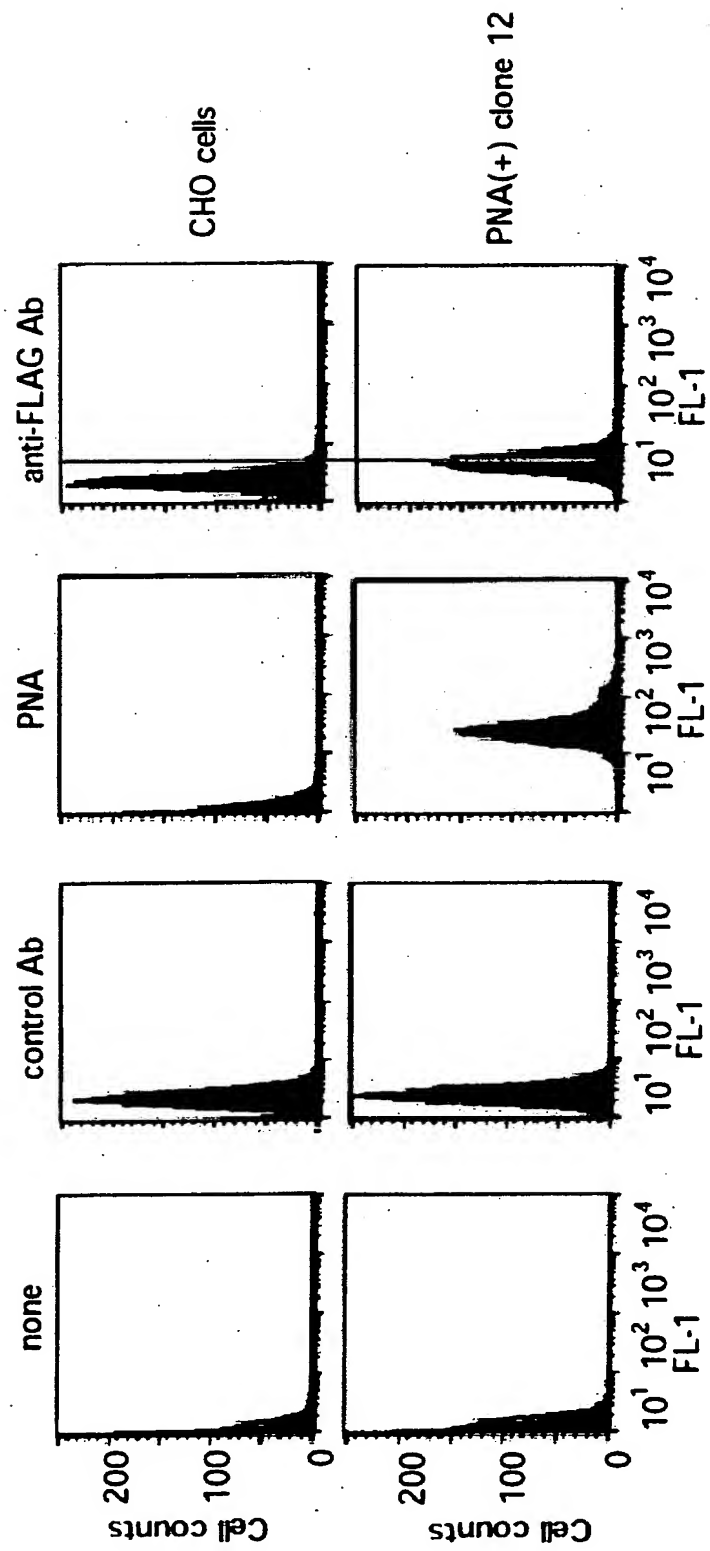 none control Ab PNA anti-FLAG Ab
Cell counts 200 100 0 CHO cells
Cell counts 200 100 0 PNA(+) clone 12
10¹ 10² 10³ 10⁴ 10¹ 10² 10³ 10⁴ 10¹ 10² 10³ 10⁴ 10¹ 10² 10³ 10⁴
FL-1 FL-1 FL-1 FL-1